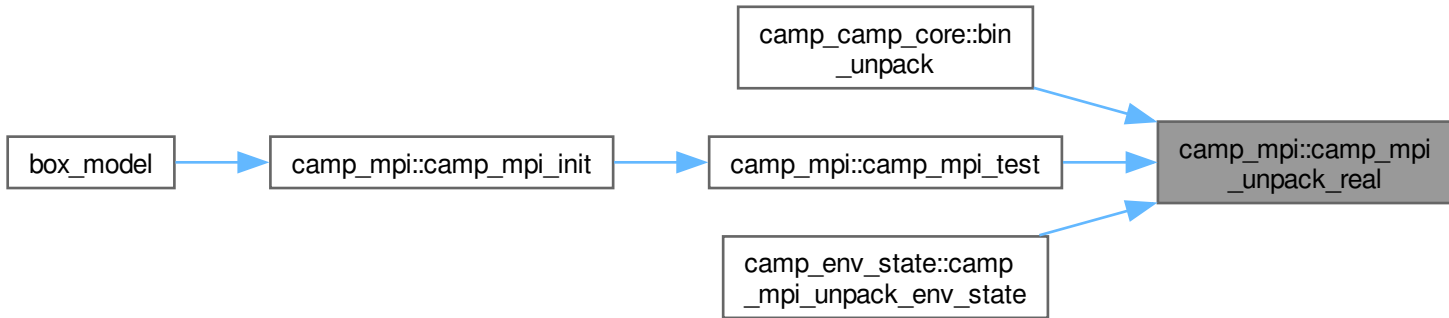 camp_camp_core::bin
_unpack
box_model
camp_mpi::camp_mpi_init
camp_mpi::camp_mpi_test
camp_mpi::camp_mpi
_unpack_real
camp_env_state::camp
_mpi_unpack_env_state